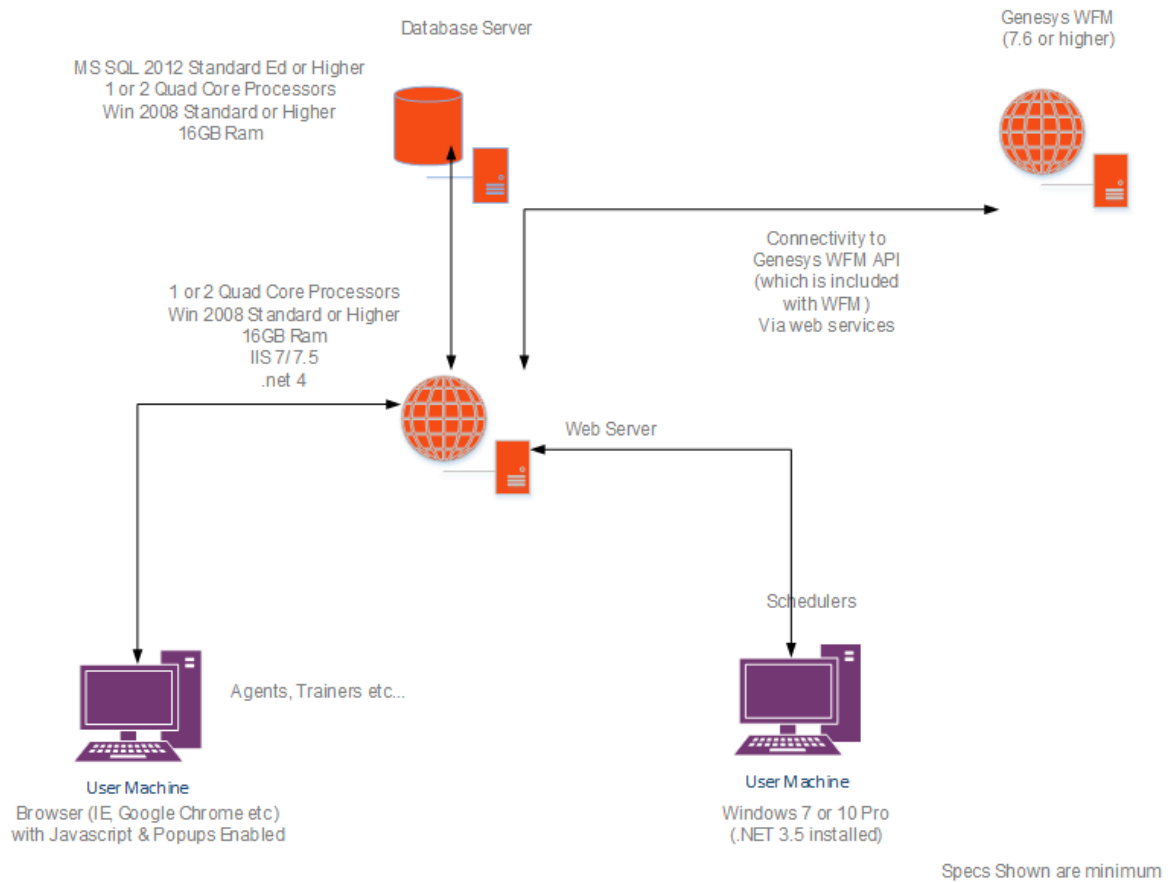 Database Server
Genesys WFM
(7.6 or higher)
MS SQL 2012 Standard Ed or Higher
1 or 2 Quad Core Processors
Win 2008 Standard or Higher
16GB Ram
Connectivity to
Genesys WFM API
(which is included
with WFM )
Via web services
1 or 2 Quad Core Processors
Win 2008 Standard or Higher
16GB Ram
IIS 7/7.5
.net 4
Web Server
Schedulers
Agents, Trainers etc...
User Machine
Browser (IE, Google Chrome etc)
with Javascript & Popups Enabled
User Machine
Windows 7 or 10 Pro
(.NET 3.5 installed)
Specs Shown are minimum